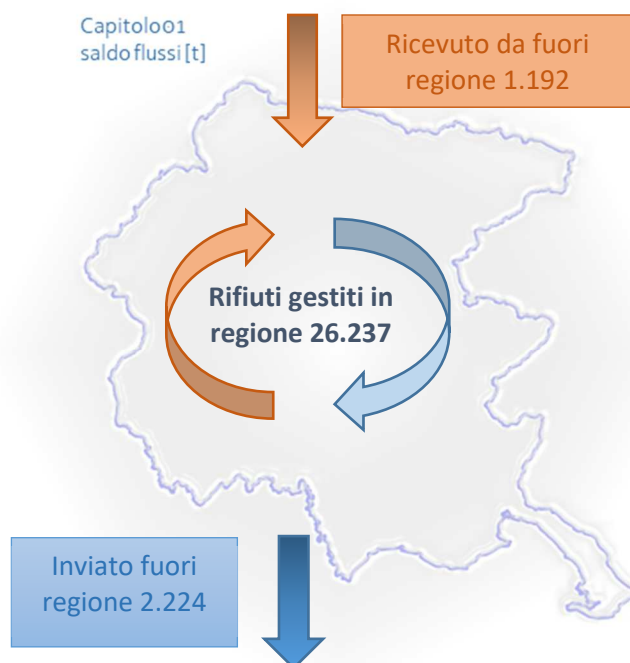 Capitolo01
saldo flussi [t]
Ricevuto da fuori
regione 1.192
Rifiuti gestiti in
regione 26.237
Inviato fuori
regione 2.224